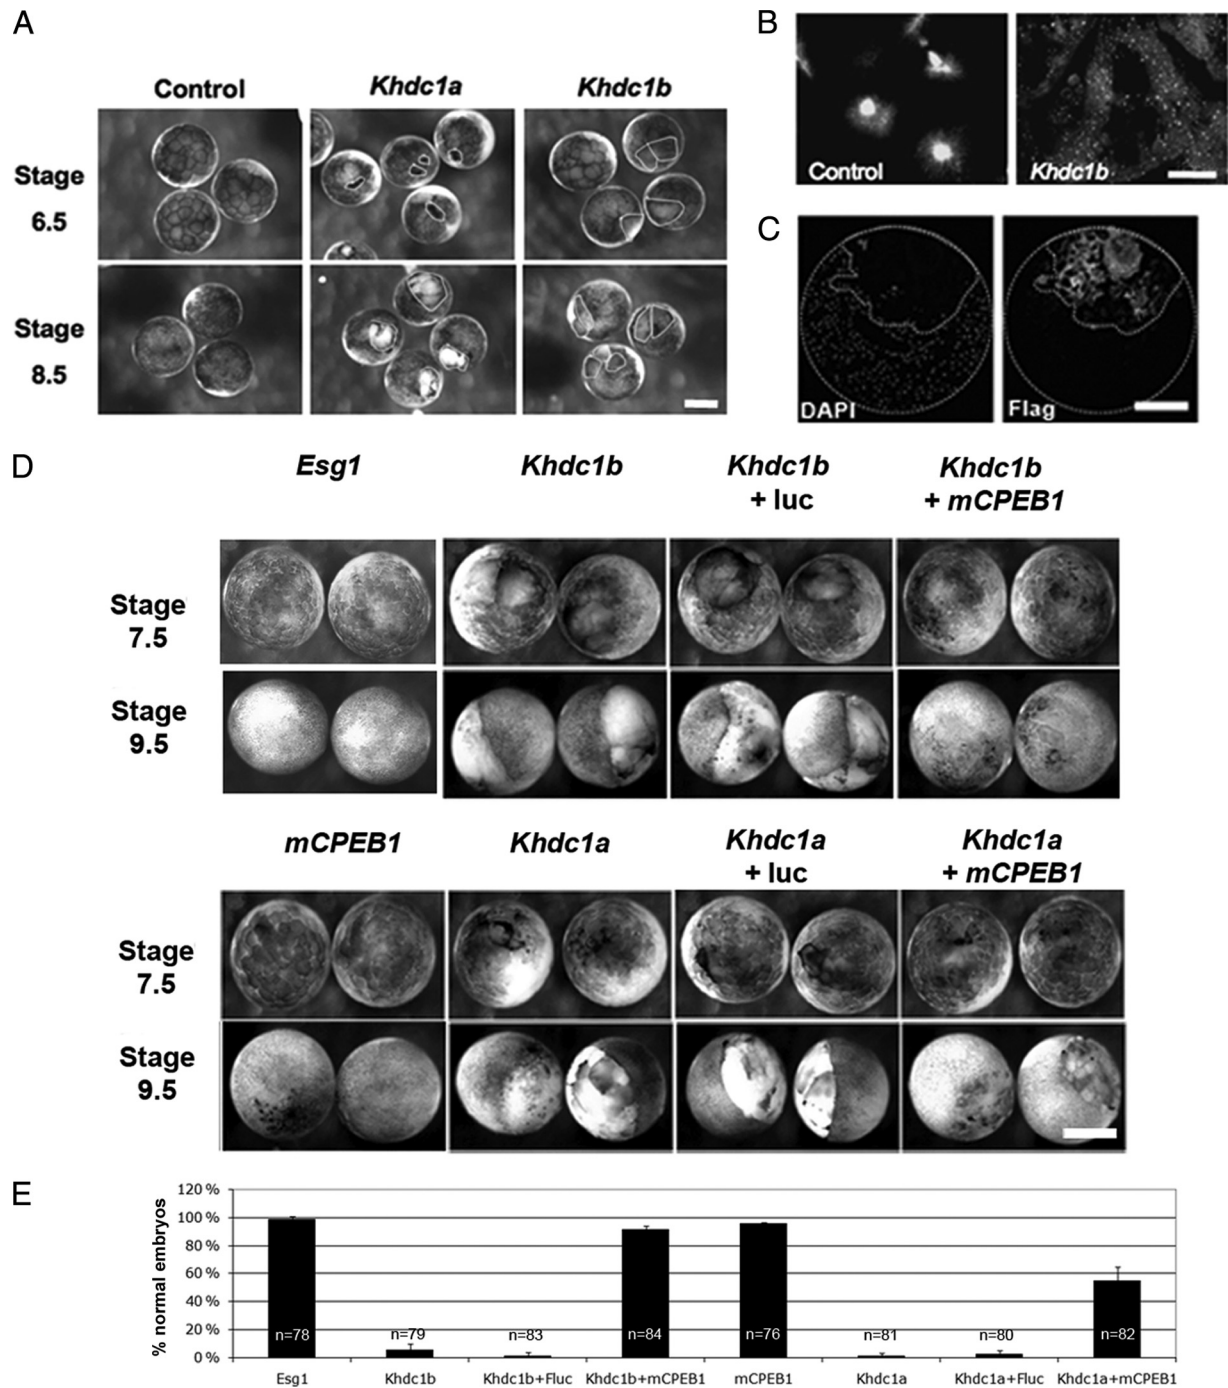 A
Control
Khdc1a
Khdc1b
Stage
6.5
Stage
8.5
B
Control
Khdc1b
C
DAPI
Flag
D
Esg1
Khdc1b
Khdc1b
+ luc
Khdc1b
+ mCPEB1
Stage
7.5
Stage
9.5
mCPEB1
Khdc1a
Khdc1a
+ luc
Khdc1a
+ mCPEB1
Stage
7.5
Stage
9.5
E
% normal embryos
120 %
100 %
80 %
60 %
40 %
20 %
0 %
n=78
n=79
n=83
n=84
n=76
n=81
n=80
n=82
Esg1
Khdc1b
Khdc1b+Fluc
Khdc1b+mCPEB1
mCPEB1
Khdc1a
Khdc1a+Fluc
Khdc1a+mCPEB1